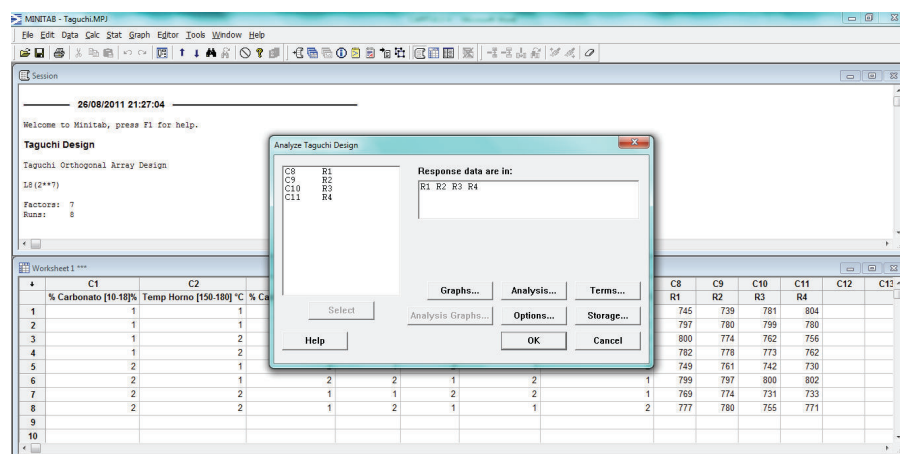 MINITAB - Taguchi.MPJ
File Edit Data Calc Stat Graph Editor Tools Window Help
Session
26/08/2011 21:27:04
Welcome to Minitab, press F1 for help.
Taguchi Design
Taguchi Orthogonal Array Design
L8(2**7)
Factors: 7
Runs: 8
Analyze Taguchi Design
C8 R1
C9 R2
C10 R3
C11 R4
Response data are in:
R1 R2 R3 R4
Graphs... Analysis... Terms...
Select Analysis Graphs... Options... Storage...
Help OK Cancel
Worksheet 1 ***
C1 C2 C8 C9 C10 C11 C12 C13
% Carbonato [10-18]% Temp Horno [150-180] °C % Ca R1 R2 R3 R4
1 1 1 745 739 781 804
2 1 1 797 780 799 780
3 1 2 800 774 762 756
4 1 2 782 778 773 762
5 2 1 749 761 742 730
6 2 1 2 2 1 2 1 799 797 800 802
7 2 2 1 1 2 2 1 769 774 731 733
8 2 2 1 2 1 1 2 777 780 755 771
9
10